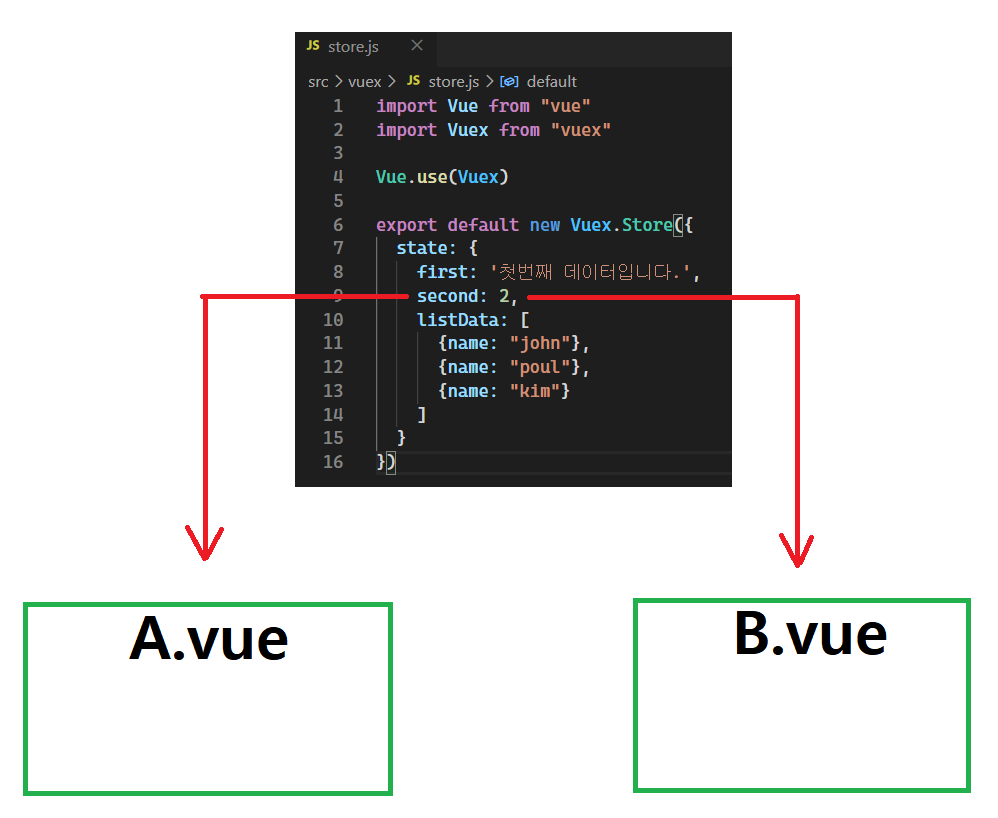 JS store.js ×
src > vuex > JS store.js > default
1 import Vue from "vue"
2 import Vuex from "vuex"
3
4 Vue.use(Vuex)
5
6 export default new Vuex.Store({
7 state: {
8 first: '첫번째 데이터입니다.',
9 second: 2,
10 listData: [
11 {name: "john"},
12 {name: "poul"},
13 {name: "kim"}
14 ]
15 }
16 })
A.vue
B.vue